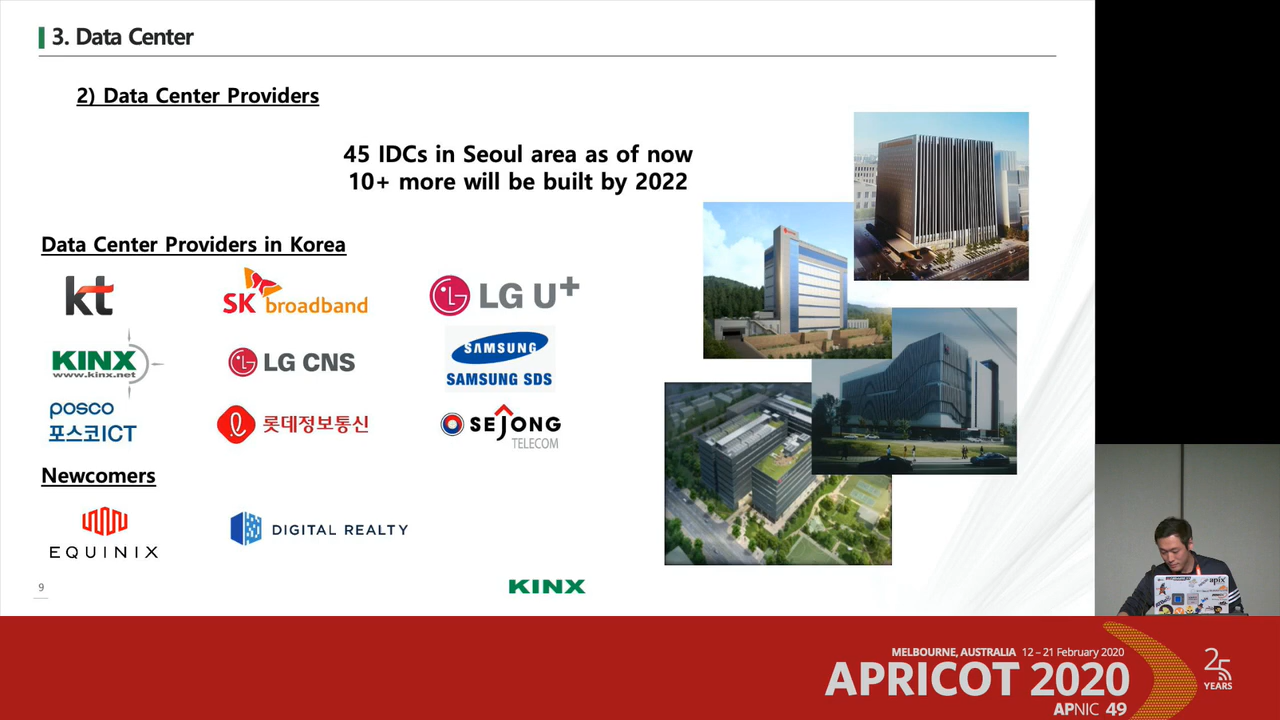 3. Data Center
2) Data Center Providers
45 IDCs in Seoul area as of now
10+ more will be built by 2022
Data Center Providers in Korea
kt
SK broadband
LG U+
KINX
www.kinx.net
LG CNS
SAMSUNG
SAMSUNG SDS
posco
포스코ICT
롯데정보통신
SEJONG
TELECOM
Newcomers
EQUINIX
DIGITAL REALTY
9
KINX
apix
MELBOURNE, AUSTRALIA 12 – 21 February 2020
APRICOT 2020
APNIC 49
25
YEARS